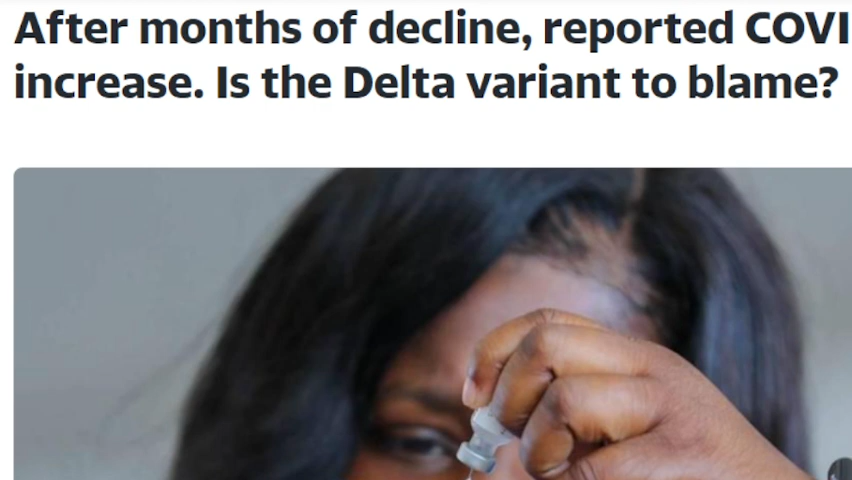 After months of decline, reported COVI
increase. Is the Delta variant to blame?